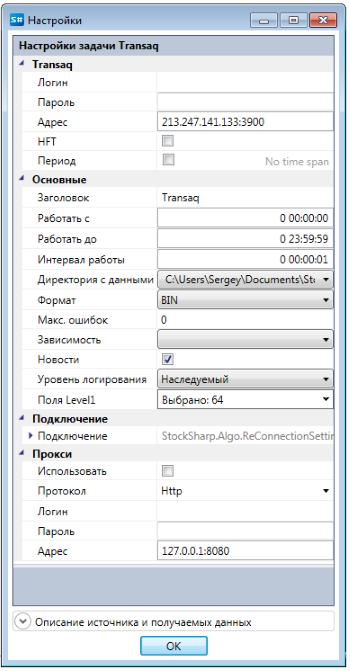 S# Настройки
Настройки задачи Transaq
Transaq
Логин
Пароль
Адрес 213.247.141.133:3900
HFT
Период No time span
Основные
Заголовок Transaq
Работать с 0 00:00:00
Работать до 0 23:59:59
Интервал работы 0 00:00:01
Директория с данными C:\Users\Sergey\Documents\Sto
Формат BIN
Макс. ошибок 0
Зависимость
Новости
Уровень логирования Наследуемый
Поля Level1 Выбрано: 64
Подключение
Подключение StockSharp.Algo.ReConnectionSettin
Прокси
Использовать
Протокол Http
Логин
Пароль
Адрес 127.0.0.1:8080
Описание источника и получаемых данных
OK